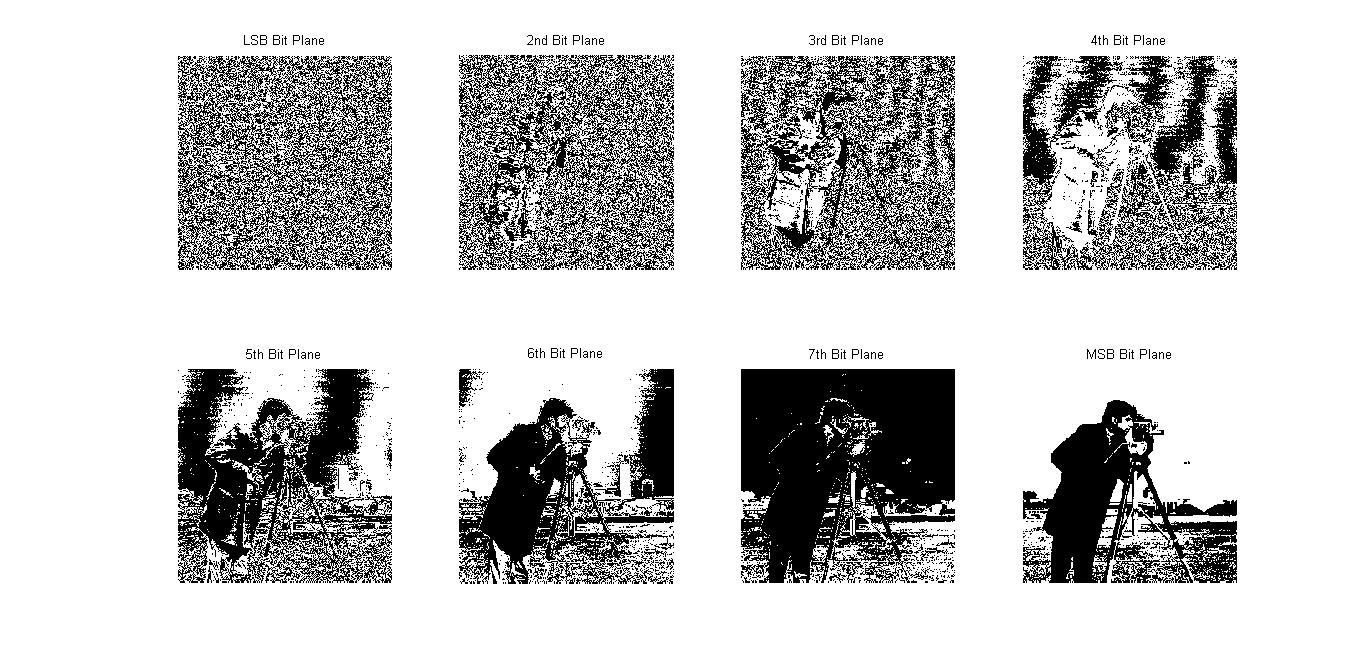 LSB Bit Plane
2nd Bit Plane
3rd Bit Plane
4th Bit Plane
5th Bit Plane
6th Bit Plane
7th Bit Plane
MSB Bit Plane